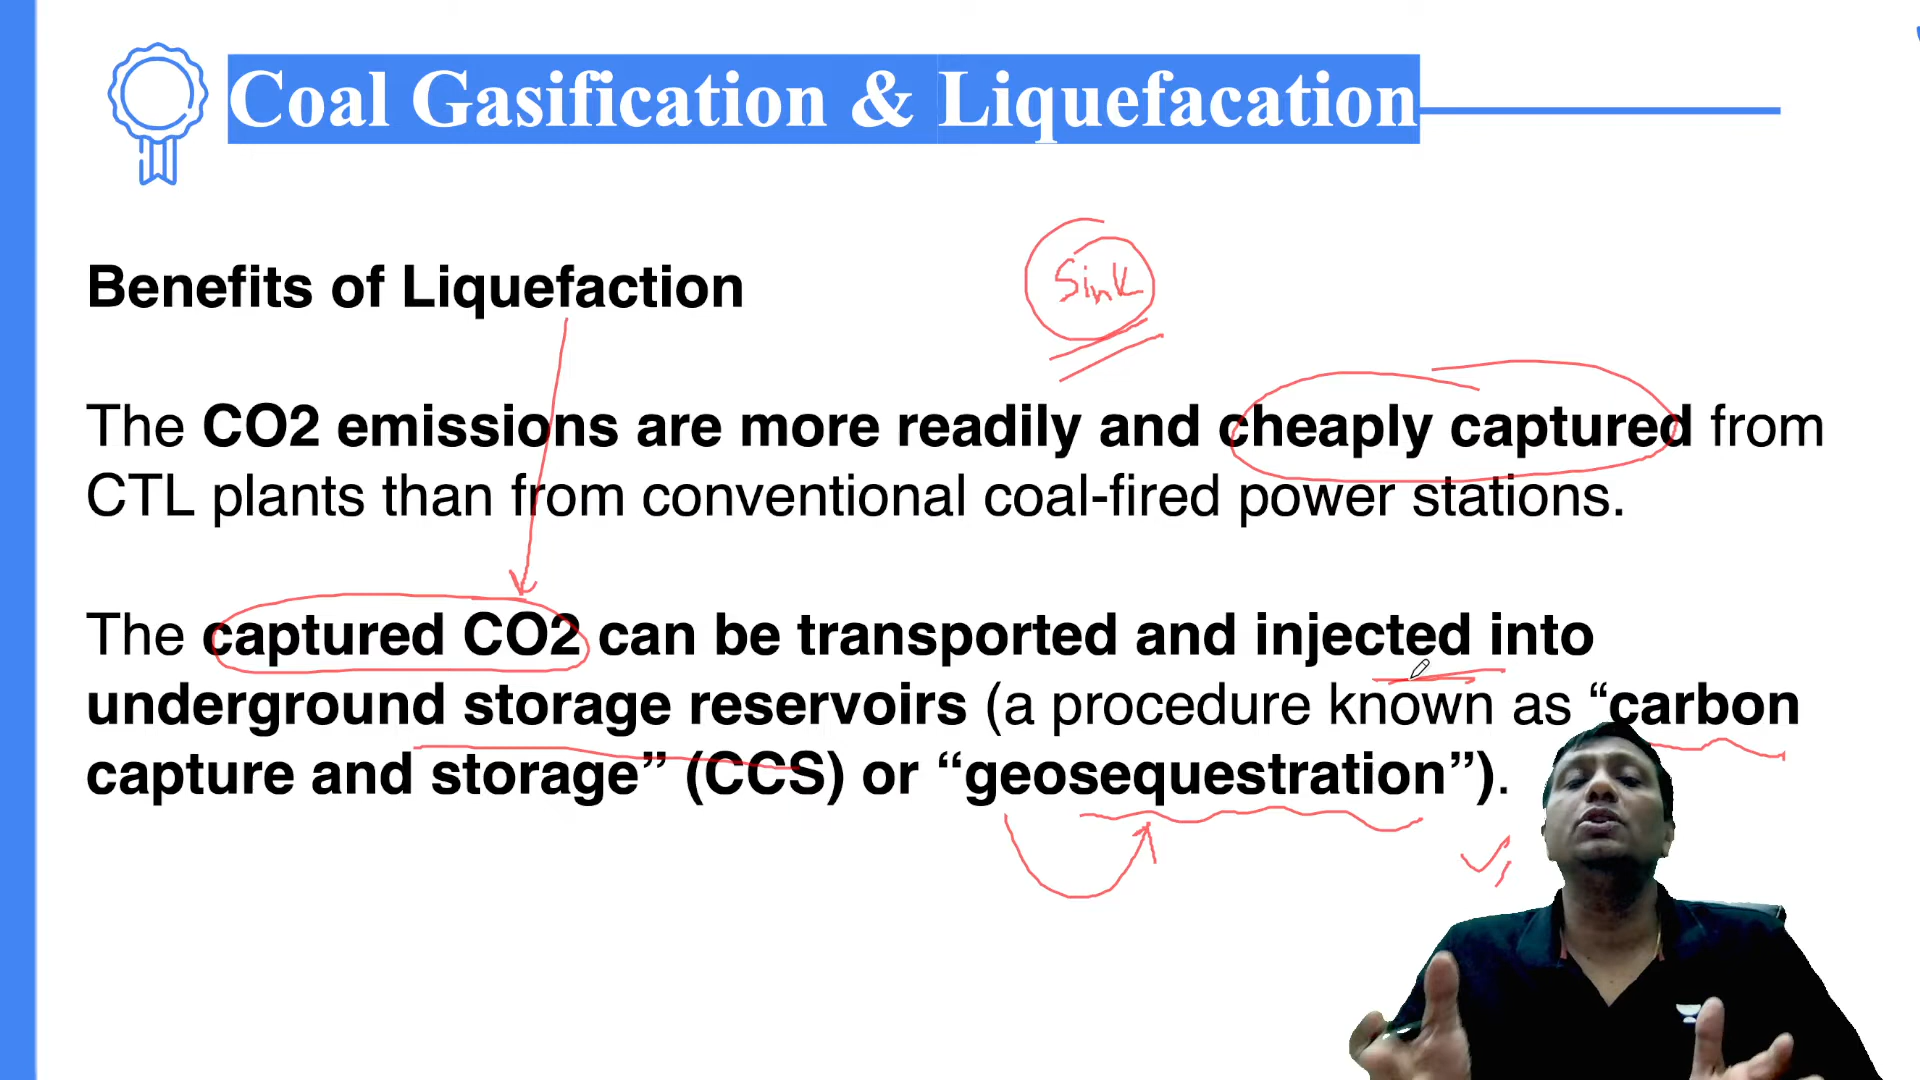 Coal Gasification & Liquefacation
Benefits of Liquefaction
Sink
The CO2 emissions are more readily and cheaply captured from
CTL plants than from conventional coal-fired power stations.
The captured CO2 can be transported and injected into
underground storage reservoirs (a procedure known as “carbon
capture and storage” (CCS) or “geosequestration”).